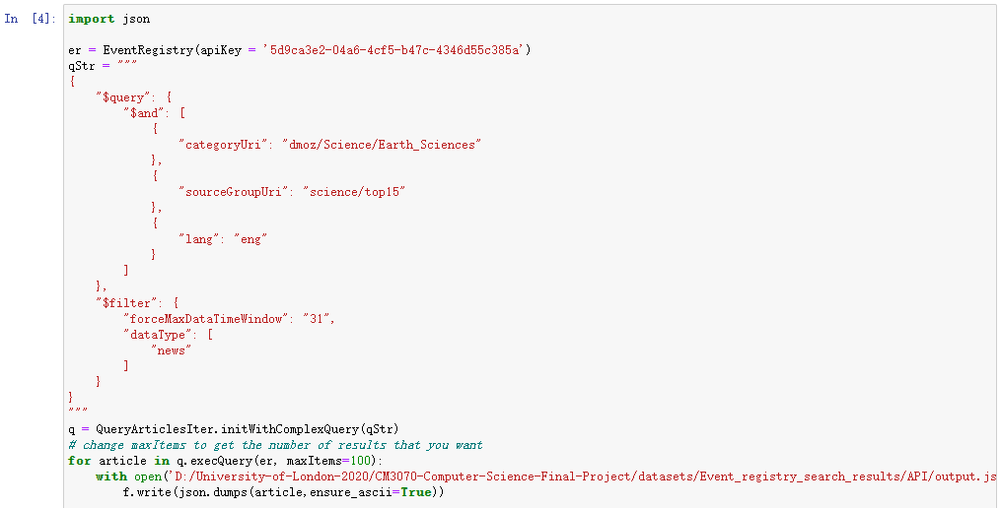 In [4]: import json
er = EventRegistry(apiKey = '5d9ca3e2-04a6-4cf5-b47c-4346d55c385a')
qStr = """
{
    "$query": {
        "$and": [
            {
                "categoryUri": "dmoz/Science/Earth_Sciences"
            },
            {
                "sourceGroupUri": "science/top15"
            },
            {
                "lang": "eng"
            }
        ]
    },
    "$filter": {
        "forceMaxDataTimeWindow": "31",
        "dataType": [
            "news"
        ]
    }
}
"""
q = QueryArticlesIter.initWithComplexQuery(qStr)
# change maxItems to get the number of results that you want
for article in q.execQuery(er, maxItems=100):
    with open('D:/University-of-London-2020/CM3070-Computer-Science-Final-Project/datasets/Event_registry_search_results/API/output.js
        f.write(json.dumps(article,ensure_ascii=True))